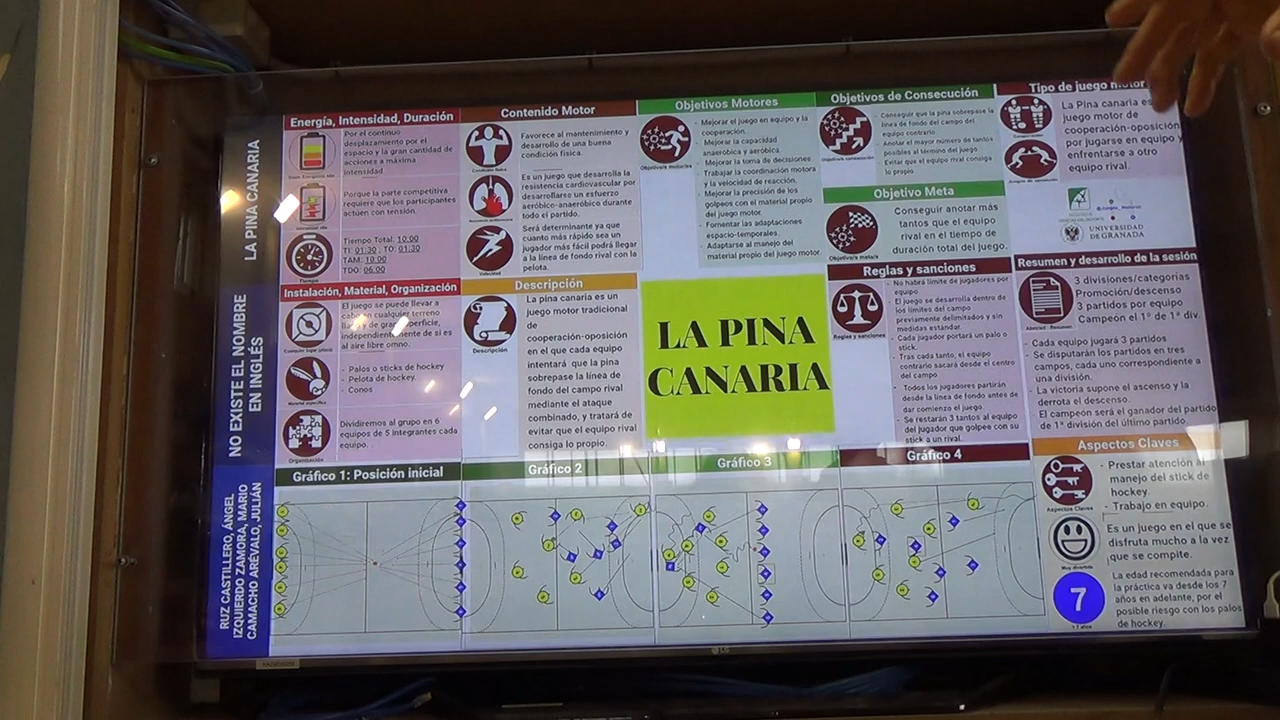 LA PINA CANARIA
NO EXISTE EL NOMBRE
EN INGLÉS
RUZ CASTILLERO, ÁNGEL
IZQUIERDO ZAMORA, MARIO
CAMACHO ARÉVALO, JULIÁN
Energía, Intensidad, Duración
Por el continuo
desplazamiento por el
espacio y la gran cantidad de
acciones a máxima
intensidad
Porque la parte competitiva
requiere que los participantes
actúen con tensión.
Tiempo Total: 10:00
TI: 01:30 ; TO: 01:30
TAM: 10:00
TDO: 06:00
Tiempo
Instalación, Material, Organización
El juego se puede llevar a
cabo en cualquier terreno
llano y de gran superficie,
independientemente de si es
al aire libre o no.
- Palos o sticks de hockey
- Pelota de hockey.
- Conos
Material específico
Dividiremos al grupo en 6
equipos de 5 integrantes cada
equipo.
Organización
Contenido Motor
Favorece al mantenimiento y
desarrollo de una buena
condición física.
Condición física
Es un juego que desarrolla la
resistencia cardiovascular por
desarrollarse un esfuerzo
aeróbico-anaeróbico durante
todo el partido.
Será determinante ya que
cuanto más rápido sea un
jugador más fácil podrá llegar
a la línea de fondo rival con la
pelota.
Velocidad
Descripción
La pina canaria es un
juego motor tradicional
de
cooperación-oposición
en el que cada equipo
intentará que la pina
sobrepase la línea de
fondo del campo rival
mediante el ataque
combinado, y tratará de
evitar que el equipo rival
consiga lo propio.
Descripción
Objetivos Motores
- Mejorar el juego en equipo y la
cooperación.
- Mejorar la capacidad
anaeróbica y aeróbica.
- Mejorar la toma de decisiones
- Trabajar la coordinación motora
y la velocidad de reacción.
- Mejorar la precisión de los
golpeos con el material propio
del juego motor.
- Fomentar las adaptaciones
espacio-temporales.
- Adaptarse al manejo del
material propio del juego motor.
Objetivo/s motor/es
LA PINA
CANARIA
Objetivos de Consecución
- Conseguir que la pina sobrepase la
línea de fondo del campo del
equipo contrario
- Anotar el mayor número de tantos
posibles al término del juego
- Evitar que el equipo rival consiga
lo propio
Objetivo Meta
Conseguir anotar más
tantos que el equipo
rival en el tiempo de
duración total del juego.
Objetivo/s meta/s
Reglas y sanciones
- No habrá límite de jugadores por
equipo
- El juego se desarrolla dentro de
los límites del campo
previamente delimitados y sin
medidas estándar.
- Cada jugador portará un palo o
stick.
- Tras cada tanto, el equipo
contrario sacará desde el centro
del campo
- Todos los jugadores partirán
desde la línea de fondo antes de
dar comienzo el juego.
- Se restarán 3 tantos al equipo
del jugador que golpee con su
stick a un rival.
Reglas y sanciones
Tipo de juego motor
La Pina canaria es
juego motor de
cooperación-oposición
por jugarse en equipo y
enfrentarse a otro
equipo rival.
UNIVERSIDAD
DE GRANADA
Resumen y desarrollo de la sesión
3 divisiones/categorias
Promoción/descenso
3 partidos por equipo
Campeón el 1º de 1ª div.
- Cada equipo jugará 3 partidos
- Se disputarán los partidos en tres
campos, cada uno correspondiente a
una división.
- La victoria supone el ascenso y la
derrota el descenso.
- El campeón será el ganador del partido
de 1ª división del último partido.
Aspectos Claves
- Prestar atención al
manejo del stick de
hockey.
- Trabajo en equipo.
Aspectos Claves
Es un juego en el que se
disfruta mucho a la vez
que se compite.
Muy divertido
7
La edad recomendada para
la práctica va desde los 7
años en adelante, por el
posible riesgo con los palos
de hockey.
Gráfico 1: Posición inicial
Gráfico 2
Gráfico 3
Gráfico 4
LG